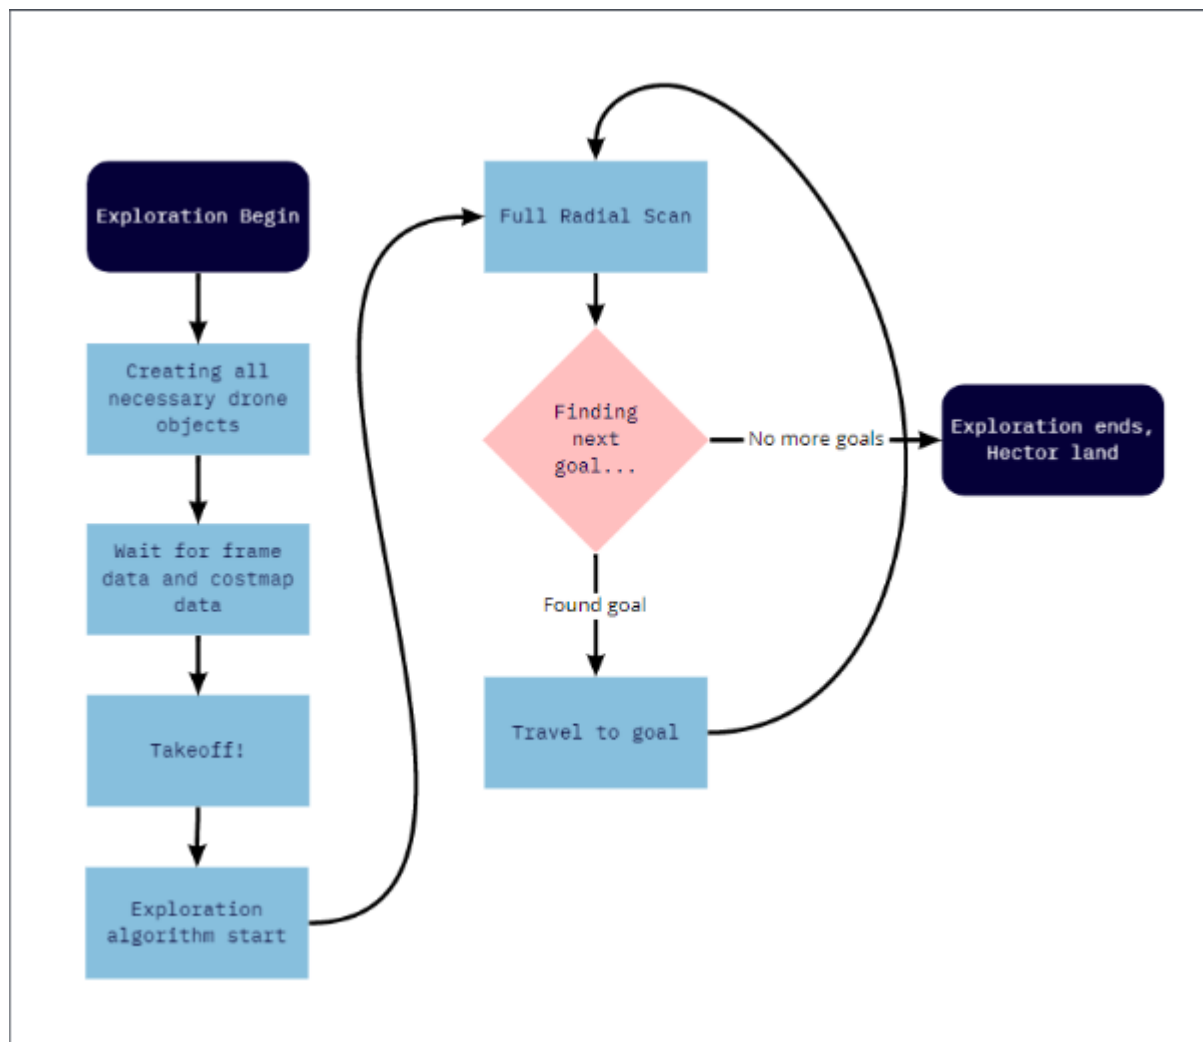 Exploration Begin
Creating all
necessary drone
objects
Wait for frame
data and costmap
data
Takeoff!
Exploration
algorithm start
Full Radial Scan
Finding
next
goal...
No more goals
Exploration ends,
Hector land
Found goal
Travel to goal